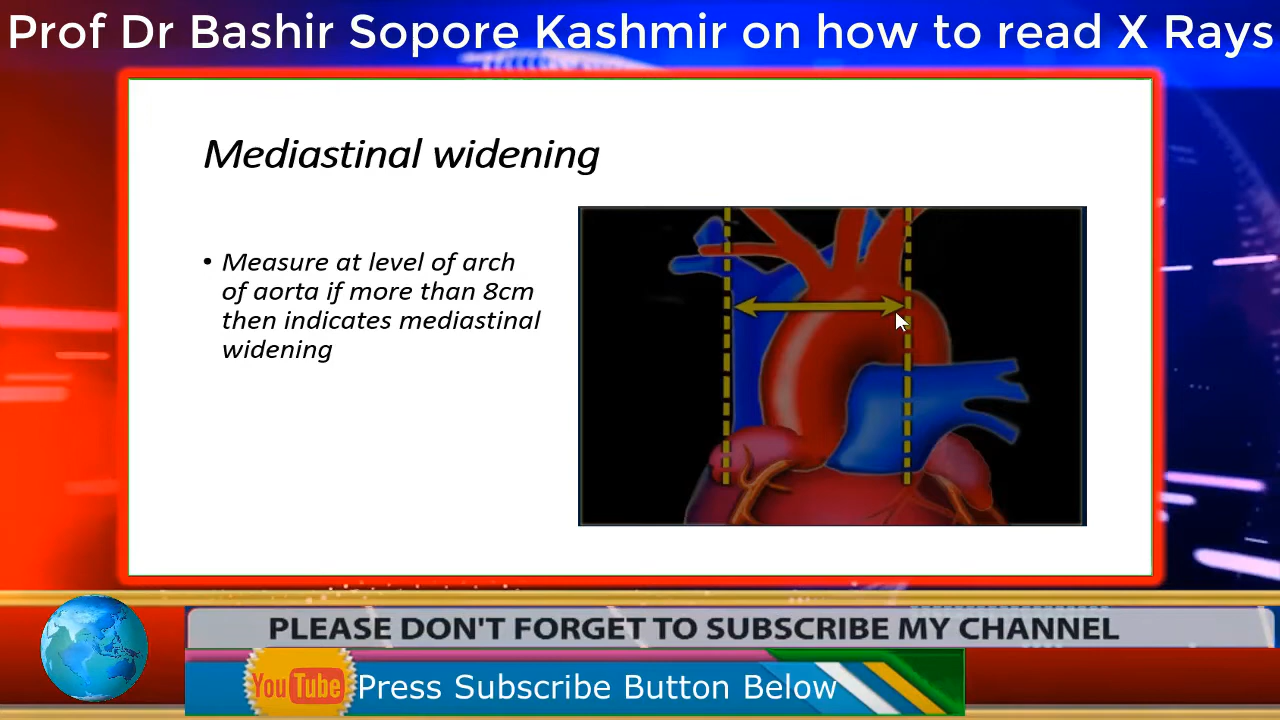 Prof Dr Bashir Sopore Kashmir on how to read X Rays
Mediastinal widening
• Measure at level of arch
of aorta if more than 8cm
then indicates mediastinal
widening
PLEASE DON'T FORGET TO SUBSCRIBE MY CHANNEL
YouTube Press Subscribe Button Below